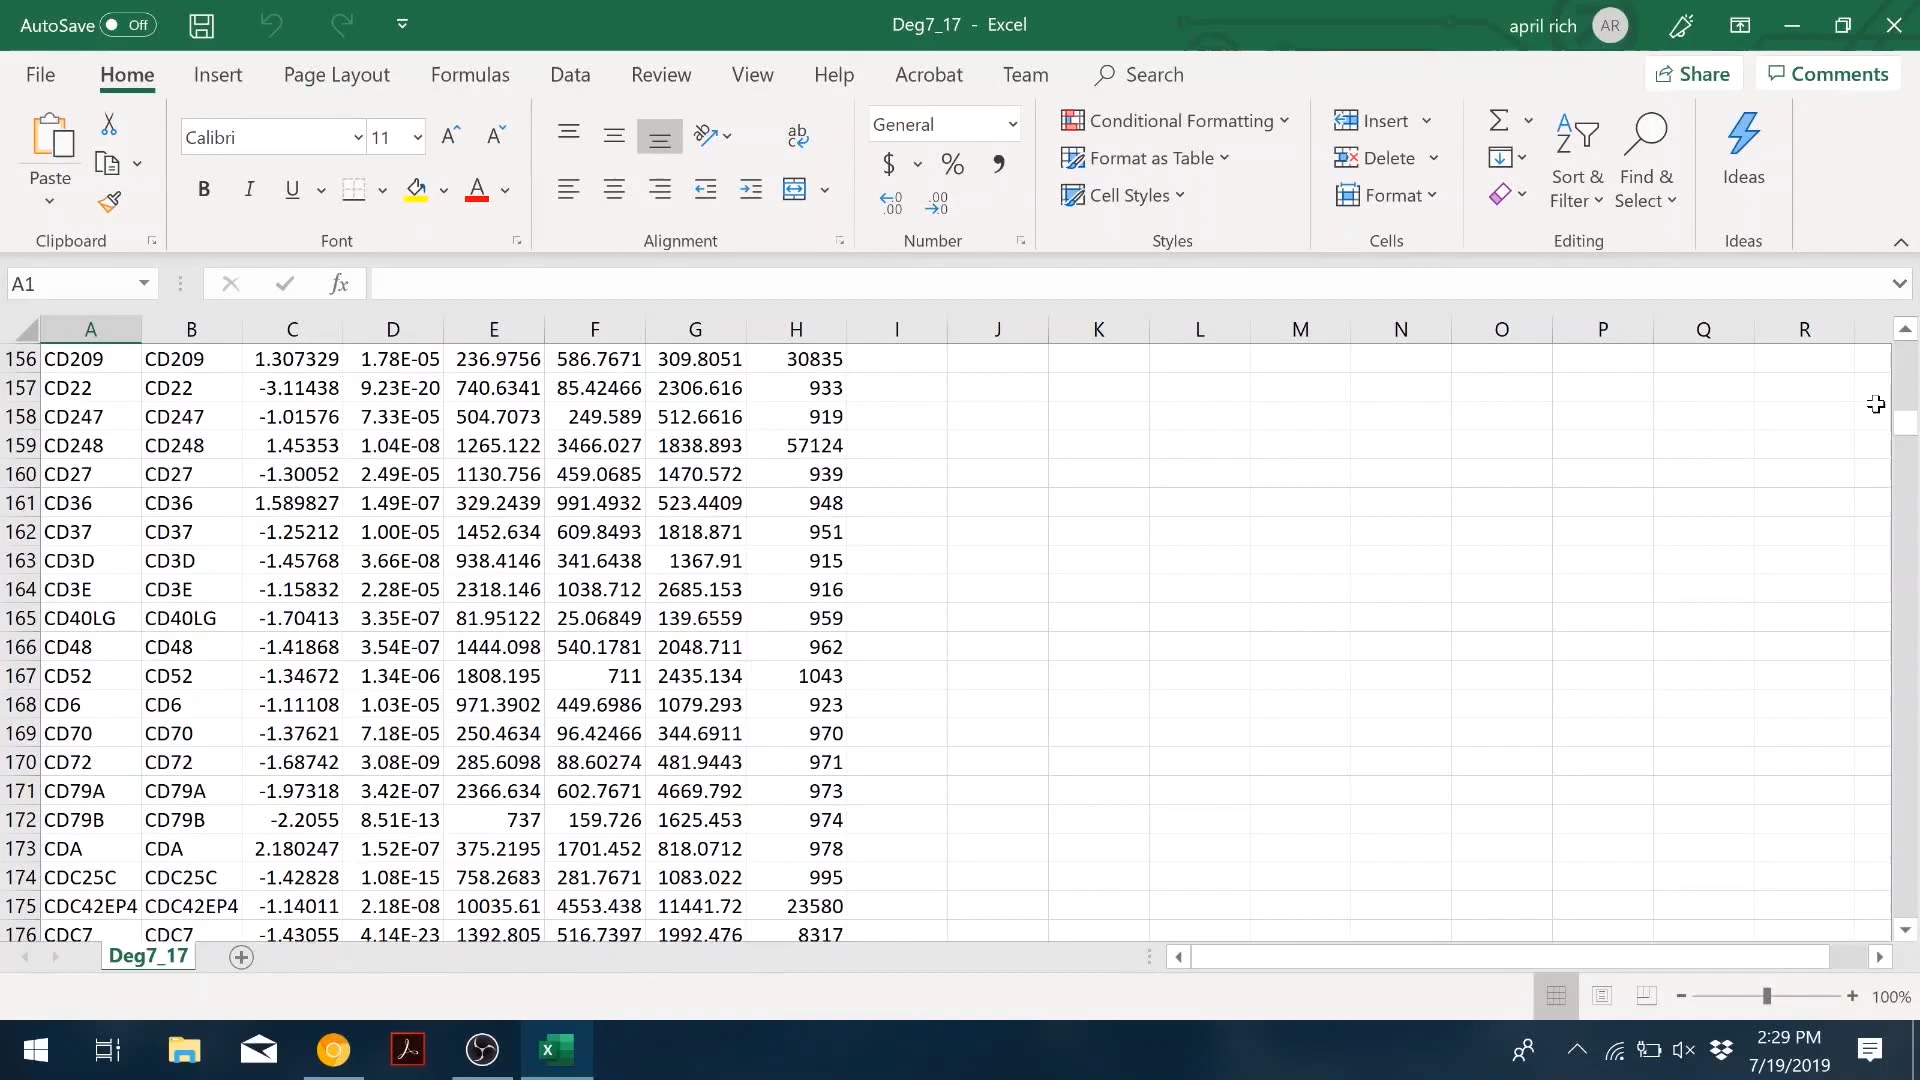 AutoSave Off Deg7_17 - Excel april rich AR
File Home Insert Page Layout Formulas Data Review View Help Acrobat Team Search Share Comments
Paste
Calibri 11
ab
General
$ % ,
Conditional Formatting
Format as Table
Cell Styles
Insert
Delete
Format
Sort & Filter
Find & Select
Ideas
Clipboard Font Alignment Number Styles Cells Editing Ideas
A1 fx
A B C D E F G H I J K L M N O P Q R
156 CD209 CD209 1.307329 1.78E-05 236.9756 586.7671 309.8051 30835
157 CD22 CD22 -3.11438 9.23E-20 740.6341 85.42466 2306.616 933
158 CD247 CD247 -1.01576 7.33E-05 504.7073 249.589 512.6616 919
159 CD248 CD248 1.45353 1.04E-08 1265.122 3466.027 1838.893 57124
160 CD27 CD27 -1.30052 2.49E-05 1130.756 459.0685 1470.572 939
161 CD36 CD36 1.589827 1.49E-07 329.2439 991.4932 523.4409 948
162 CD37 CD37 -1.25212 1.00E-05 1452.634 609.8493 1818.871 951
163 CD3D CD3D -1.45768 3.66E-08 938.4146 341.6438 1367.91 915
164 CD3E CD3E -1.15832 2.28E-05 2318.146 1038.712 2685.153 916
165 CD40LG CD40LG -1.70413 3.35E-07 81.95122 25.06849 139.6559 959
166 CD48 CD48 -1.41868 3.54E-07 1444.098 540.1781 2048.711 962
167 CD52 CD52 -1.34672 1.34E-06 1808.195 711 2435.134 1043
168 CD6 CD6 -1.11108 1.03E-05 971.3902 449.6986 1079.293 923
169 CD70 CD70 -1.37621 7.18E-05 250.4634 96.42466 344.6911 970
170 CD72 CD72 -1.68742 3.08E-09 285.6098 88.60274 481.9443 971
171 CD79A CD79A -1.97318 3.42E-07 2366.634 602.7671 4669.792 973
172 CD79B CD79B -2.2055 8.51E-13 737 159.726 1625.453 974
173 CDA CDA 2.180247 1.52E-07 375.2195 1701.452 818.0712 978
174 CDC25C CDC25C -1.42828 1.08E-15 758.2683 281.7671 1083.022 995
175 CDC42EP4 CDC42EP4 -1.14011 2.18E-08 10035.61 4553.438 11441.72 23580
176 CDC7 CDC7 -1.43055 4.14E-23 1392.805 516.7397 1992.476 8317
Deg7_17
100%
2:29 PM
7/19/2019